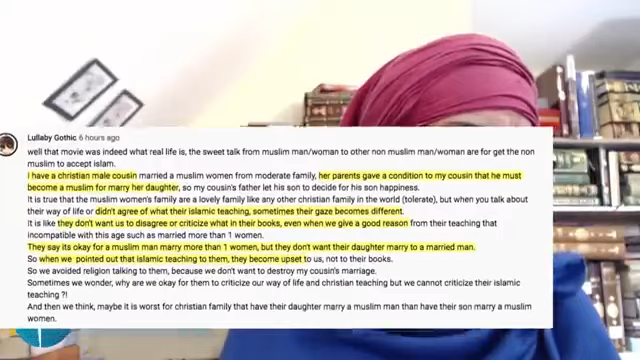 Lullaby Gothic 6 hours ago
well that movie was indeed what real life is, the sweet talk from muslim man/woman to other non muslim man/woman are for get the non
muslim to accept islam.
I have a christian male cousin married a muslim women from moderate family, her parents gave a condition to my cousin that he must
become a muslim for marry her daughter, so my cousin's father let his son to decide for his son happiness.
It is true that the muslim women's family are a lovely family like any other christian family in the world (tolerate), but when you talk about
their way of life or didn't agree of what their islamic teaching, sometimes their gaze becomes different.
It is like they don't want us to disagree or criticize what in their books, even when we give a good reason from their teaching that
incompatible with this age such as married more than 1 women.
They say its okay for a muslim man marry more than 1 women, but they don't want their daughter marry to a married man.
So when we pointed out that islamic teaching to them, they become upset to us, not to their books.
So we avoided religion talking to them, because we don't want to destroy my cousin's marriage.
Sometimes we wonder, why are we okay for them to criticize our way of life and christian teaching but we cannot criticize their islamic
teaching ?!
And then we think, maybe it is worst for christian family that have their daughter marry a muslim man than have their son marry a muslim
women.